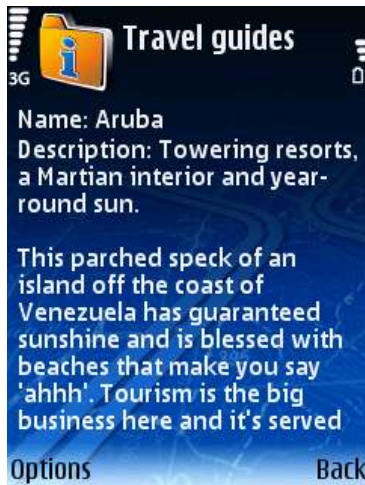 Travel guides
3G
Name: Aruba
Description: Towering resorts,
a Martian interior and year-
round sun.
This parched speck of an
island off the coast of
Venezuela has guaranteed
sunshine and is blessed with
beaches that make you say
'ahhh'. Tourism is the big
business here and it's served
Options Back